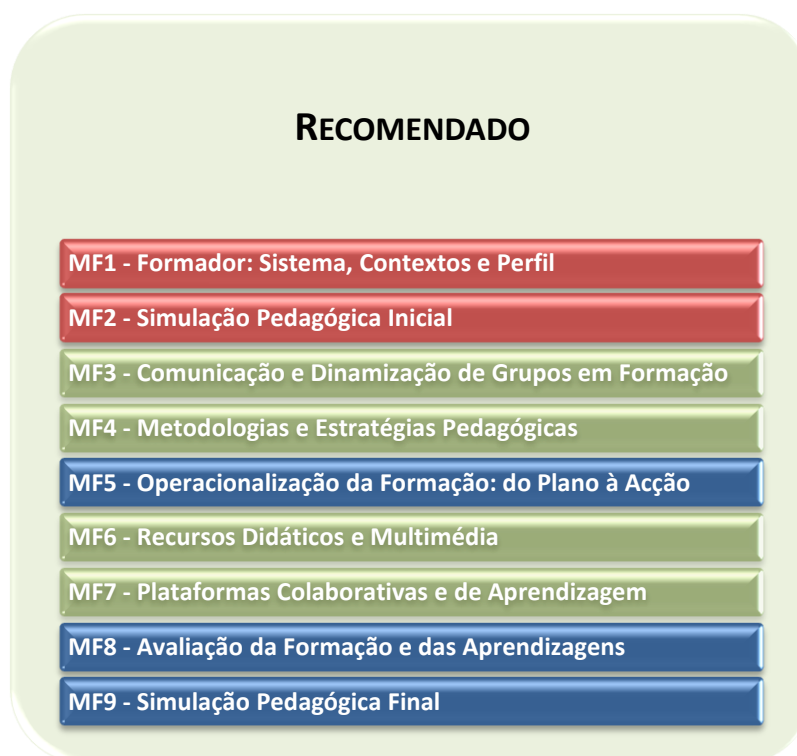 RECOMENDADO
MF1 - Formador: Sistema, Contextos e Perfil
MF2 - Simulação Pedagógica Inicial
MF3 - Comunicação e Dinamização de Grupos em Formação
MF4 - Metodologias e Estratégias Pedagógicas
MF5 - Operacionalização da Formação: do Plano à Acção
MF6 - Recursos Didáticos e Multimédia
MF7 - Plataformas Colaborativas e de Aprendizagem
MF8 - Avaliação da Formação e das Aprendizagens
MF9 - Simulação Pedagógica Final